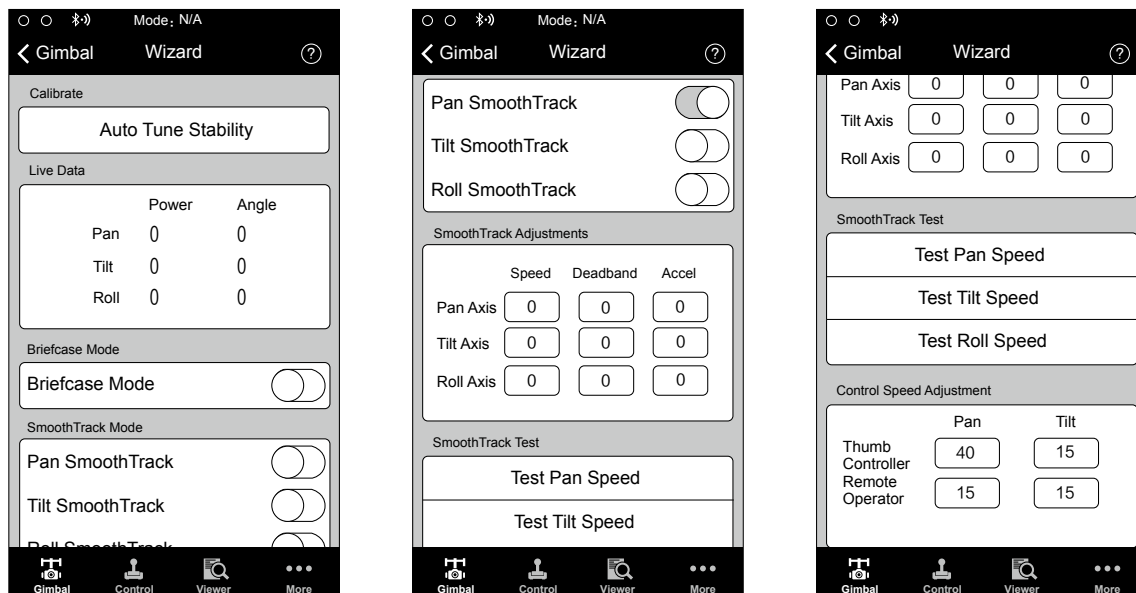 Mode: N/A
Gimbal Wizard ?
Calibrate
Auto Tune Stability
Live Data
Power Angle
Pan 0 0
Tilt 0 0
Roll 0 0
Briefcase Mode
Briefcase Mode
SmoothTrack Mode
Pan SmoothTrack
Tilt SmoothTrack
Roll SmoothTrack
Gimbal Control Viewer More
Mode: N/A
Gimbal Wizard ?
Pan SmoothTrack
Tilt SmoothTrack
Roll SmoothTrack
SmoothTrack Adjustments
Speed Deadband Accel
Pan Axis 0 0 0
Tilt Axis 0 0 0
Roll Axis 0 0 0
SmoothTrack Test
Test Pan Speed
Test Tilt Speed
Gimbal Control Viewer More
Gimbal Wizard ?
Pan Axis 0 0 0
Tilt Axis 0 0 0
Roll Axis 0 0 0
SmoothTrack Test
Test Pan Speed
Test Tilt Speed
Test Roll Speed
Control Speed Adjustment
Pan Tilt
Thumb
Controller 40 15
Remote
Operator 15 15
Gimbal Control Viewer More